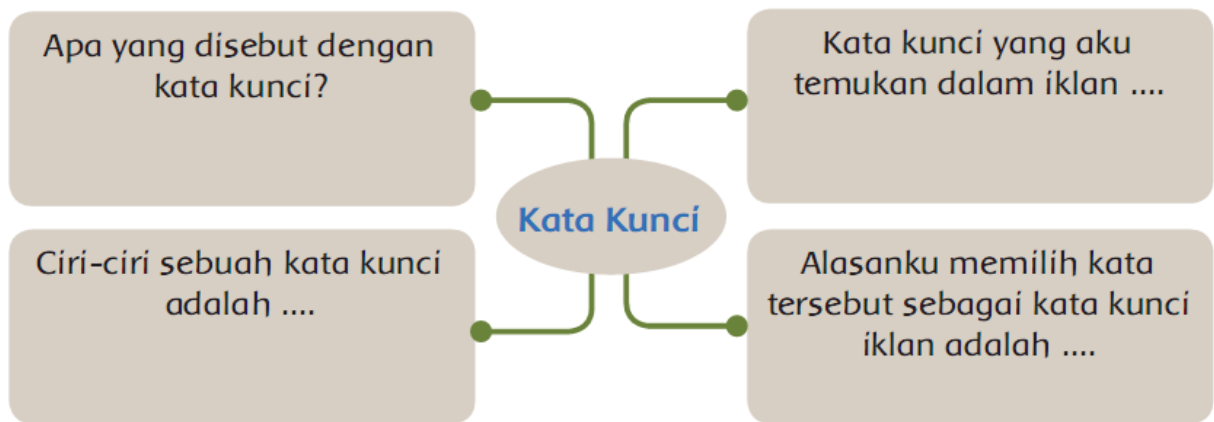 Apa yang disebut dengan
kata kunci?
Kata kunci yang aku
temukan dalam iklan ....
Kata Kunci
Ciri-ciri sebuah kata kunci
adalah ....
Alasanku memilih kata
tersebut sebagai kata kunci
iklan adalah ....